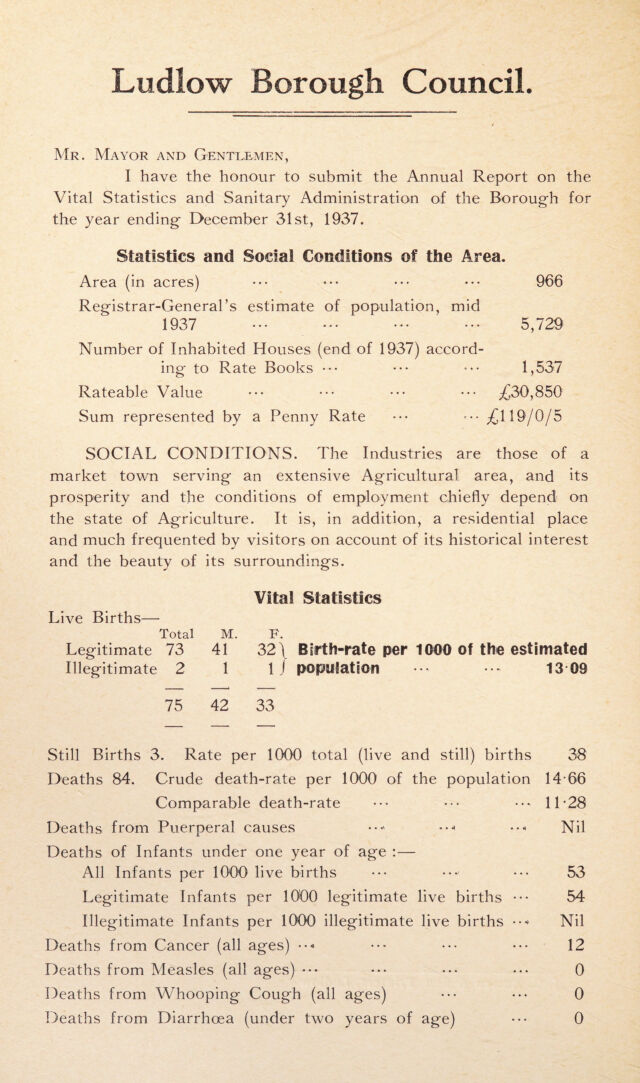 Ludlow Borough Council.
Mr. Mayor and Gentlemen,
I have the honour to submit the Annual Report on the
Vital Statistics and Sanitary Administration of the Borough for
the year ending December 31st, 1937.
Statistics and Social Conditions of the Area.
Area (in acres) ... ... ... ... 966
Registrar-General's estimate of population, mid
1937 ... ... ... ... 5,729
Number of Inhabited Houses (end of 1937) accord-
ing to Rate Books ... ... ... 1,537
Rateable Value ... ... ... ... £30,850
Sum represented by a Penny Rate ... ... £119/0/5
SOCIAL CONDITIONS. The Industries are those of a
market town serving an extensive Agricultural area, and its
prosperity and the conditions of employment chiefly depend on
the state of Agriculture. It is, in addition, a residential place
and much frequented by visitors on account of its historical interest
and the beauty of its surroundings.
Vital Statistics
Live Births—
Total M. F.
Legitimate 73 41 32 } Birth-rate per 1000 of the estimated
Illegitimate 2 1 1 } population ... ... 13·09
75 42 33
Still Births 3. Rate per 1000 total (live and still) births 38
Deaths 84. Crude death-rate per 1000 of the population 14·66
Comparable death-rate ... ... ... 11·28
Deaths from Puerperal causes ... ... ... Nil
Deaths of Infants under one year of age :—
All Infants per 1000 live births ... ... ... 53
Legitimate Infants per 1000 legitimate live births ... 54
Illegitimate Infants per 1000 illegitimate live births ... Nil
Deaths from Cancer (all ages) ... ... ... ... 12
Deaths from Measles (all ages) ... ... ... ... 0
Deaths from Whooping Cough (all ages) ... ... 0
Deaths from Diarrhœa (under two years of age) ... 0